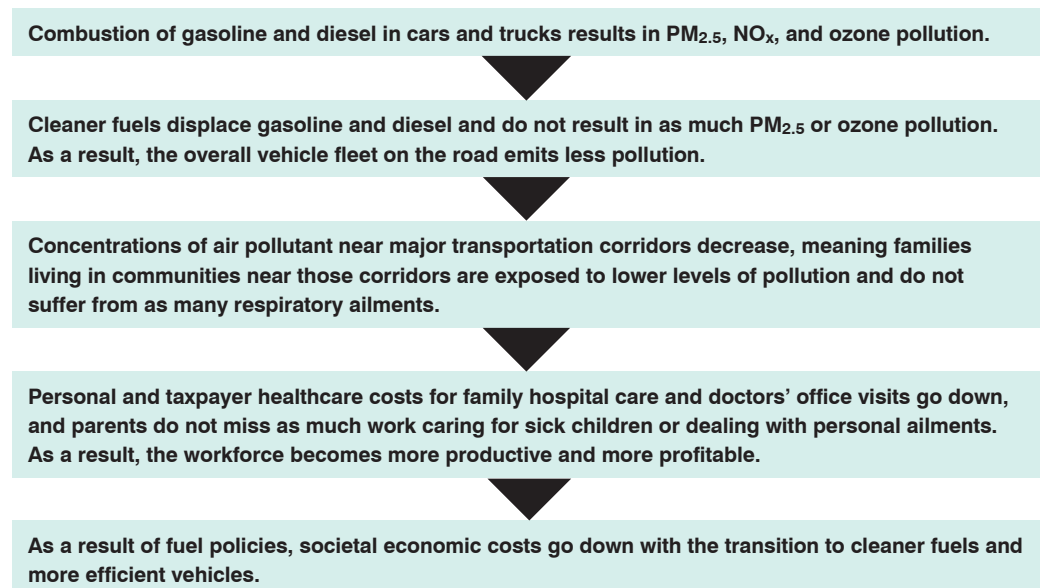 Combustion of gasoline and diesel in cars and trucks results in PM2.5, NOx, and ozone pollution.
Cleaner fuels displace gasoline and diesel and do not result in as much PM2.5 or ozone pollution.
As a result, the overall vehicle fleet on the road emits less pollution.
Concentrations of air pollutant near major transportation corridors decrease, meaning families
living in communities near those corridors are exposed to lower levels of pollution and do not
suffer from as many respiratory ailments.
Personal and taxpayer healthcare costs for family hospital care and doctors’ office visits go down,
and parents do not miss as much work caring for sick children or dealing with personal ailments.
As a result, the workforce becomes more productive and more profitable.
As a result of fuel policies, societal economic costs go down with the transition to cleaner fuels and
more efficient vehicles.